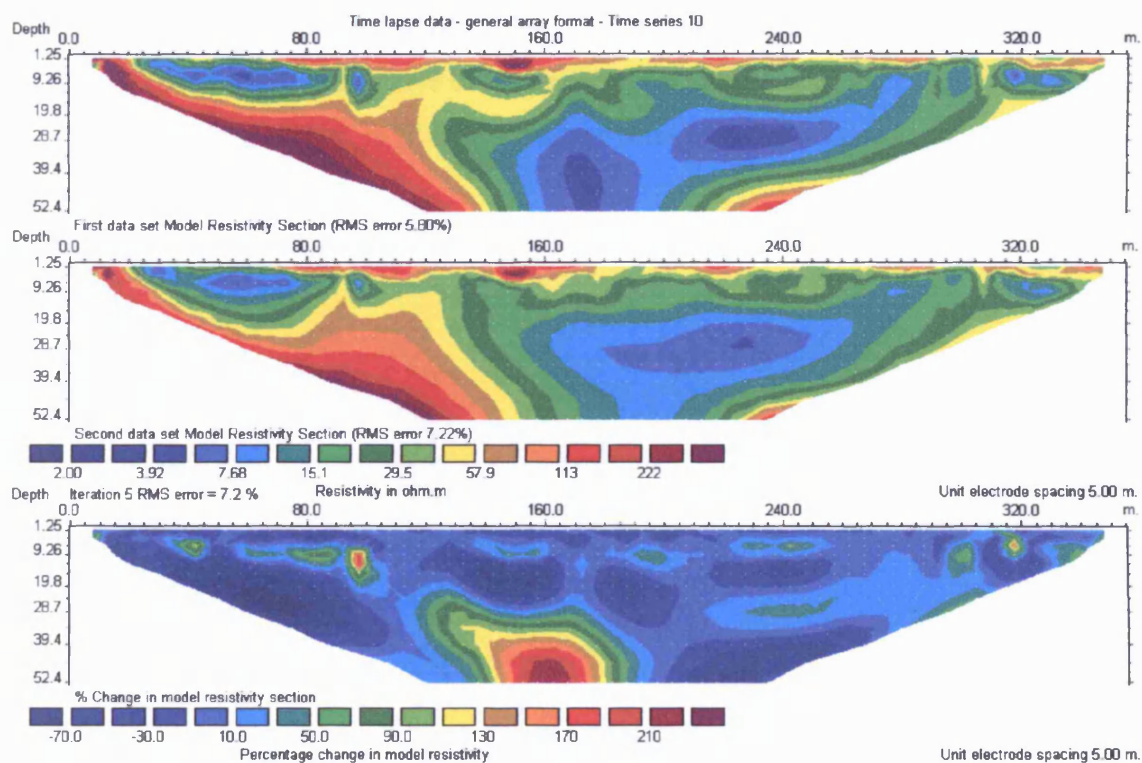 Time lapse data - general array format - Time series 10
Depth 0.0 80.0 160.0 240.0 320.0 m.
1.25
9.26
19.8
28.7
39.4
52.4
First data set Model Resistivity Section (RMS error 5.80%)
Depth 0.0 80.0 160.0 240.0 320.0 m.
1.25
9.26
19.8
28.7
39.4
52.4
Second data set Model Resistivity Section (RMS error 7.22%)
2.00 3.92 7.68 15.1 29.5 57.9 113 222
Resistivity in ohm.m
Unit electrode spacing 5.00 m.
Depth Iteration 5 RMS error = 7.2 %
0.0 80.0 160.0 240.0 320.0 m.
1.25
9.26
19.8
28.7
39.4
52.4
% Change in model resistivity section
-70.0 -30.0 10.0 50.0 90.0 130 170 210
Percentage change in model resistivity
Unit electrode spacing 5.00 m.